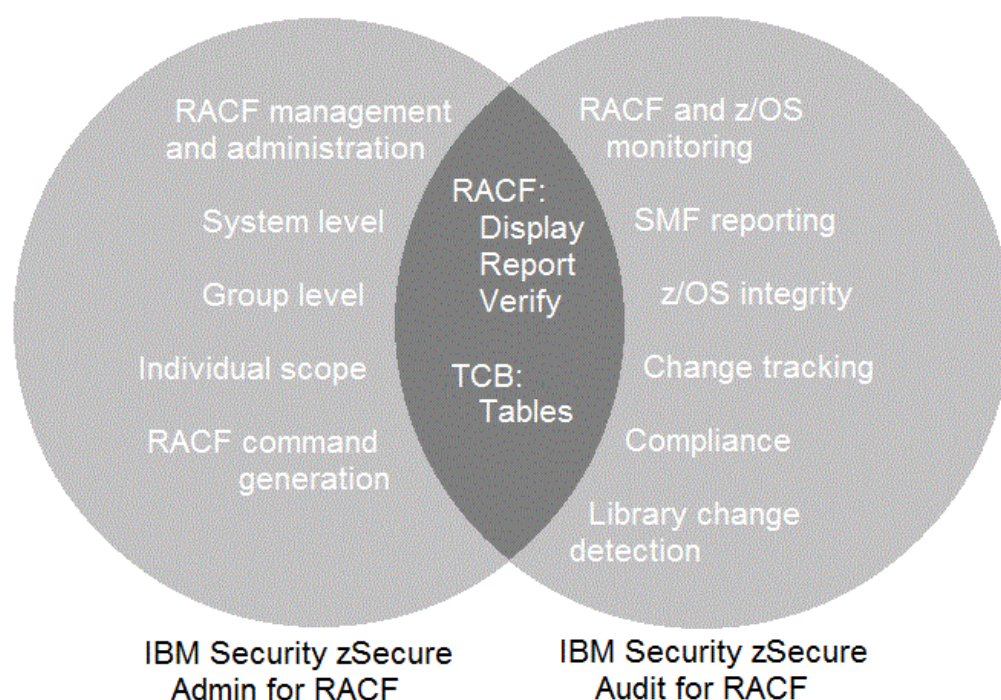 RACF management
and administration
System level
Group level
Individual scope
RACF command
generation
RACF:
Display
Report
Verify
TCB:
Tables
RACF and z/OS
monitoring
SMF reporting
z/OS integrity
Change tracking
Compliance
Library change
detection
IBM Security zSecure
Admin for RACF
IBM Security zSecure
Audit for RACF